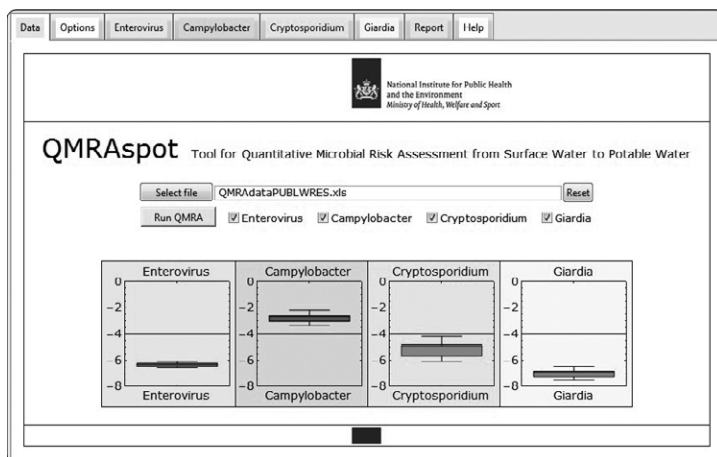 Data Options Enterovirus Campylobacter Cryptosporidium Giardia Report Help
National Institute for Public Health
and the Environment
Ministry of Health, Welfare and Sport
QMRAspot Tool for Quantitative Microbial Risk Assessment from Surface Water to Potable Water
Select file QMRAdataPUBLWRES.xls Reset
Run QMRA Enterovirus Campylobacter Cryptosporidium Giardia
Enterovirus Campylobacter Cryptosporidium Giardia
0 0 0 0
-2 -2 -2 -2
-4 -4 -4 -4
-6 -6 -6 -6
-8 -8 -8 -8
Enterovirus Campylobacter Cryptosporidium Giardia